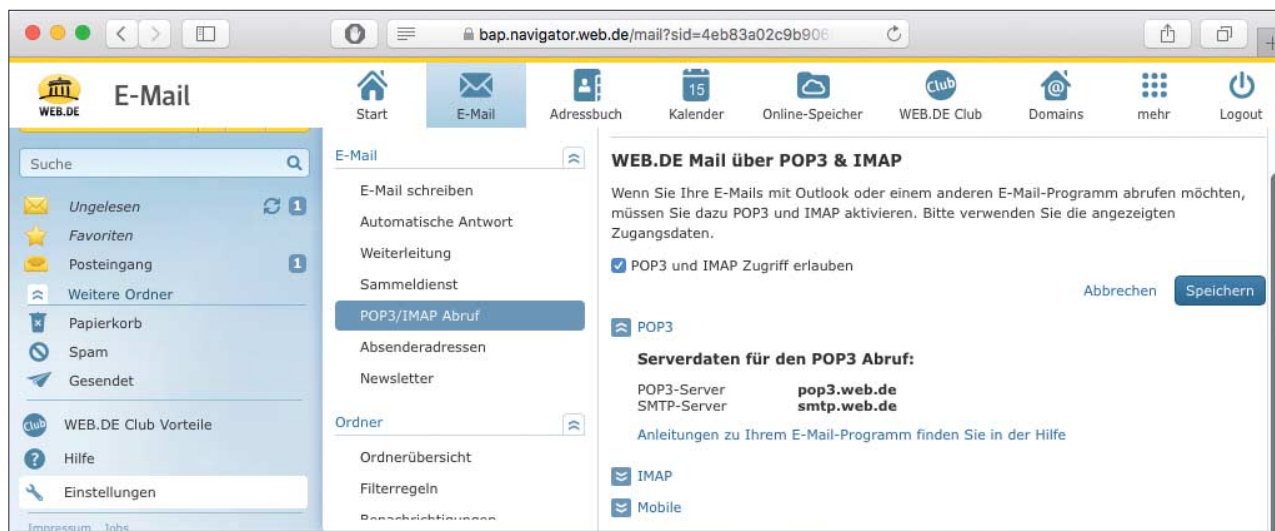 bap.navigator.web.de/mail?sid=4eb83a02c9b906
WEB.DE
E-Mail
Start
E-Mail
Adressbuch
15
Kalender
Online-Speicher
Club
WEB.DE Club
Domains
mehr
Logout
Suche
Ungelesen 1
Favoriten
Posteingang 1
Weitere Ordner
Papierkorb
Spam
Gesendet
Club WEB.DE Club Vorteile
? Hilfe
Einstellungen
Impressum Jobs
E-Mail
E-Mail schreiben
Automatische Antwort
Weiterleitung
Sammeldienst
POP3/IMAP Abruf
Absenderadressen
Newsletter
Ordner
Ordnerübersicht
Filterregeln
Benachrichtigungen
WEB.DE Mail über POP3 & IMAP
Wenn Sie Ihre E-Mails mit Outlook oder einem anderen E-Mail-Programm abrufen möchten,
müssen Sie dazu POP3 und IMAP aktivieren. Bitte verwenden Sie die angezeigten
Zugangsdaten.
POP3 und IMAP Zugriff erlauben
Abbrechen Speichern
POP3
Serverdaten für den POP3 Abruf:
POP3-Server pop3.web.de
SMTP-Server smtp.web.de
Anleitungen zu Ihrem E-Mail-Programm finden Sie in der Hilfe
IMAP
Mobile